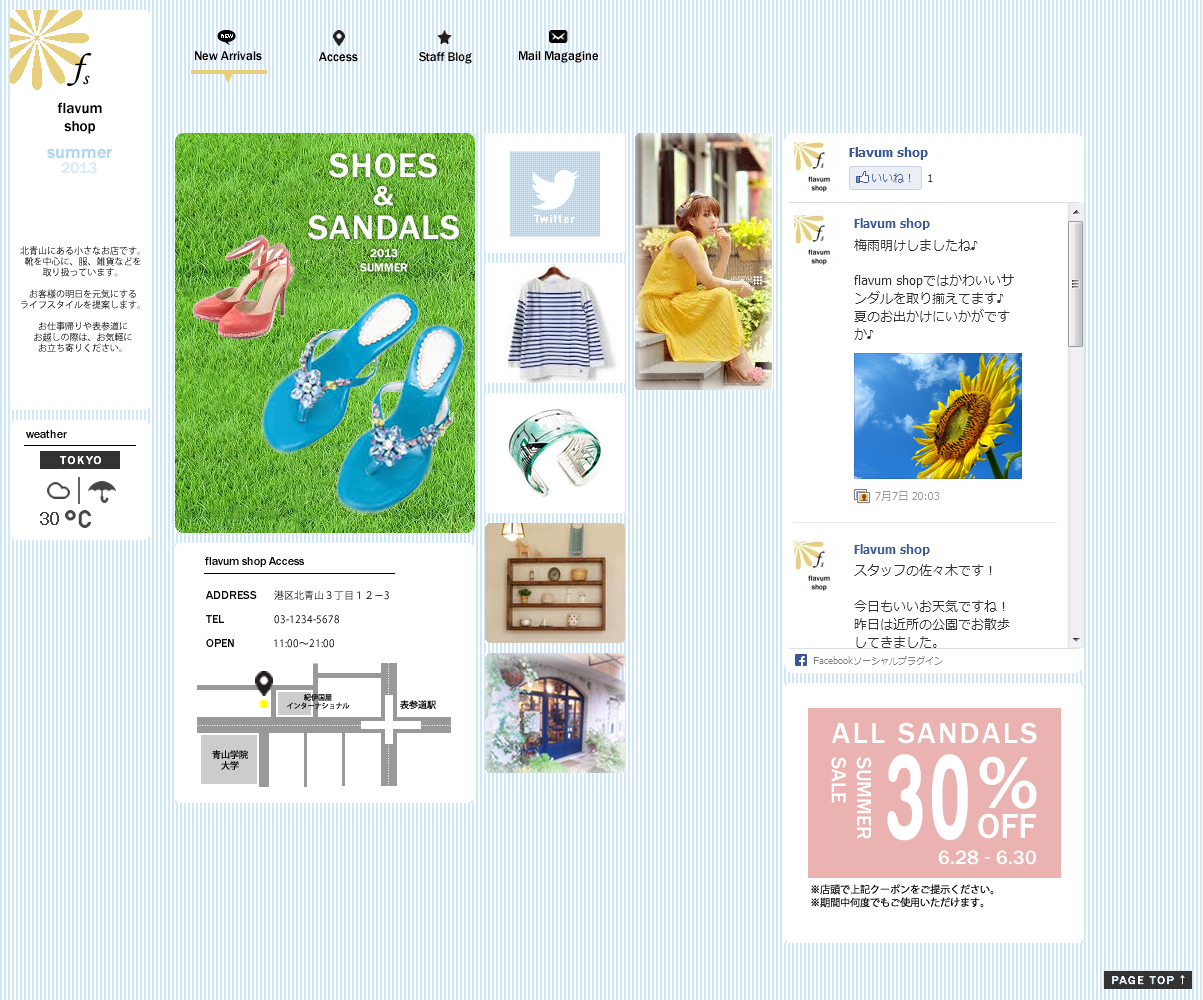 NEW
New Arrivals
Access
Staff Blog
Mail Magagine
fs
flavum
shop
summer
2013
北青山にある小さなお店です。
靴を中心に、服、雑貨などを
取り扱っています。
お客様の明日を元気にする
ライフスタイルを提案します。
お仕事帰りや表参道に
お越しの際は、お気軽に
お立ち寄りください。
weather
TOKYO
30 ℃
SHOES
&
SANDALS
2013
SUMMER
flavum shop Access
ADDRESS 港区北青山３丁目１２−3
TEL 03-1234-5678
OPEN 11:00〜21:00
紀伊国屋
インターナショナル
表参道駅
青山学院
大学
Twitter
fs
flavum
shop
Flavum shop
いいね！ 1
fs
flavum
shop
Flavum shop
梅雨明けしましたね♪
flavum shopではかわいいサ
ンダルを取り揃えてます♪
夏のお出かけにいかがです
か♪
7月7日 20:03
fs
flavum
shop
Flavum shop
スタッフの佐々木です！
今日もいいお天気ですね！
昨日は近所の公園でお散歩
してきました。
Facebookソーシャルプラグイン
ALL SANDALS
SUMMER
SALE
30%
OFF
6.28 - 6.30
※店頭で上記クーポンをご提示ください。
※期間中何度でもご使用いただけます。
PAGE TOP ↑